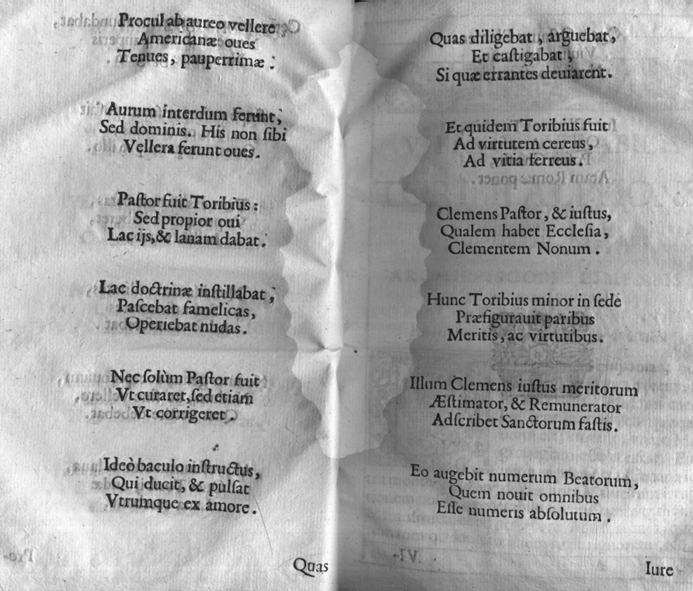 Procul ab aureo vellere
Americanæ oues
Tenues, pauperrimæ.
Aurum interdum ferunt,
Sed dominis. His non ſibi
Vellera ferunt oues.
Paſtor fuit Toribius:
Sed propior oui
Lac ijs, & lanam dabat.
Lac doctrinæ inſtillabat,
Paſcebat famelicas,
Operiebat nudas.
Nec ſolùm Paſtor fuit
Vt curaret, ſed etiam
Vt corrigeret.
Ideò baculo inſtructus,
Qui ducit, & pulſat
Vtrumque ex amore.
Quas
Quas diligebat, arguebat,
Et caſtigabat,
Si quæ errantes deuiarent.
Et quidem Toribius fuit
Ad virtutem cereus,
Ad vitia ferreus.
Clemens Paſtor, & iuſtus,
Qualem habet Eccleſia,
Clementem Nonum.
Hunc Toribius minor in ſede
Præfigurauit paribus
Meritis, ac virtutibus.
Illum Clemens iuſtus meritorum
Æſtimator, & Remunerator
Adſcribet Sanctorum faſtis.
Eo augebit numerum Beatorum,
Quem nouit omnibus
Eſſe numeris abſolutum.
Iure